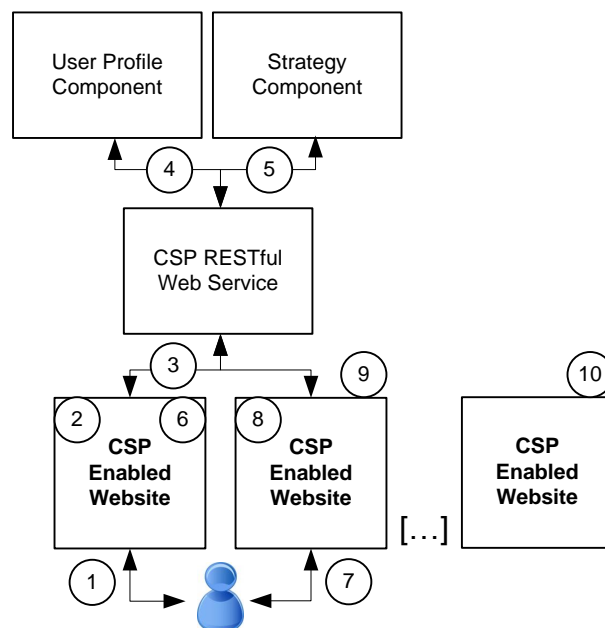 User Profile
Component
Strategy
Component
4
5
CSP RESTful
Web Service
3
9
10
2
6
8
CSP
Enabled
Website
CSP
Enabled
Website
[...]
CSP
Enabled
Website
1
7